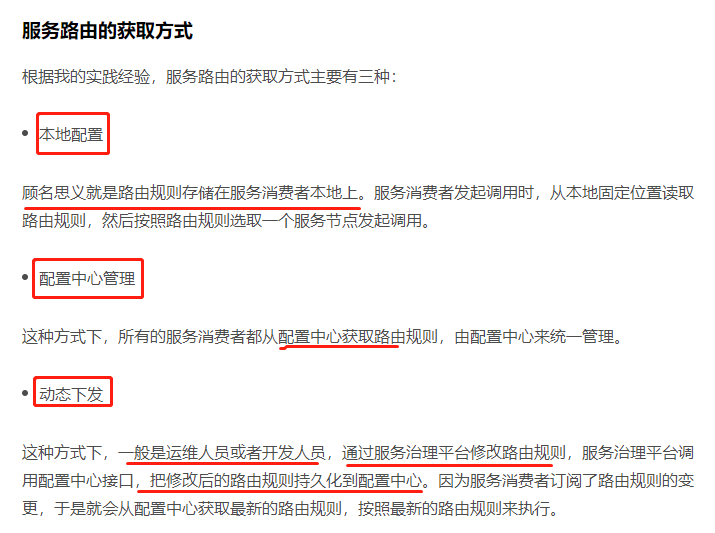 服务路由的获取方式
根据我的实践经验，服务路由的获取方式主要有三种：
本地配置
顾名思义就是路由规则存储在服务消费者本地上。服务消费者发起调用时，从本地固定位置读取
路由规则，然后按照路由规则选取一个服务节点发起调用。
配置中心管理
这种方式下，所有的服务消费者都从配置中心获取路由规则，由配置中心来统一管理。
动态下发
这种方式下，一般是运维人员或者开发人员，通过服务治理平台修改路由规则，服务治理平台调
用配置中心接口，把修改后的路由规则持久化到配置中心。因为服务消费者订阅了路由规则的变
更，于是就会从配置中心获取最新的路由规则，按照最新的路由规则来执行。